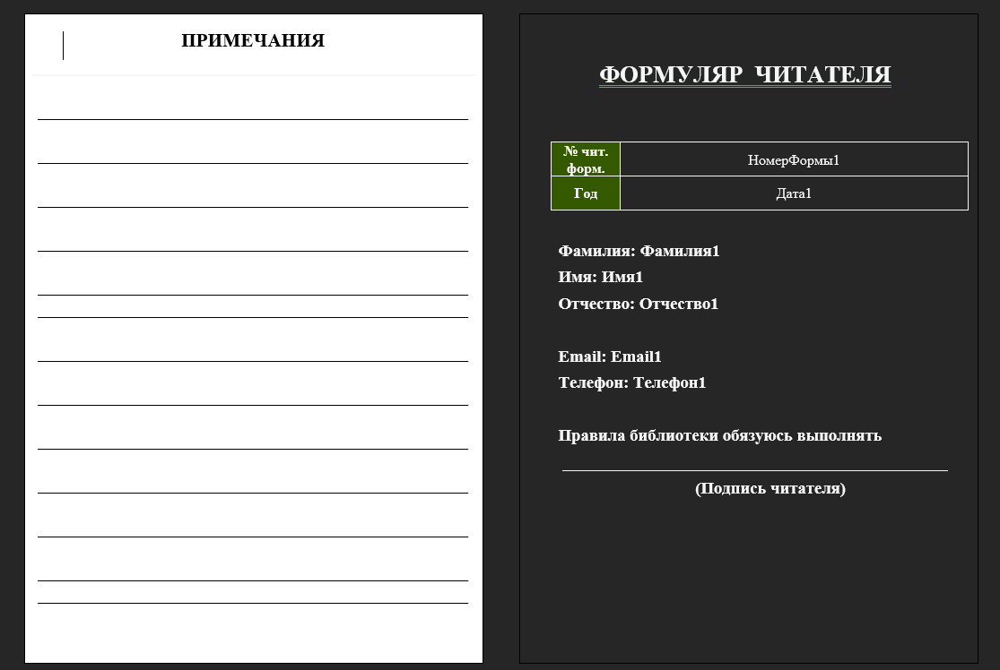 ПРИМЕЧАНИЯ
ФОРМУЛЯР ЧИТАТЕЛЯ
№ чит.
форм.
НомерФормы1
Год
Дата1
Фамилия: Фамилия1
Имя: Имя1
Отчество: Отчество1
Email: Email1
Телефон: Телефон1
Правила библиотеки обязуюсь выполнять
(Подпись читателя)